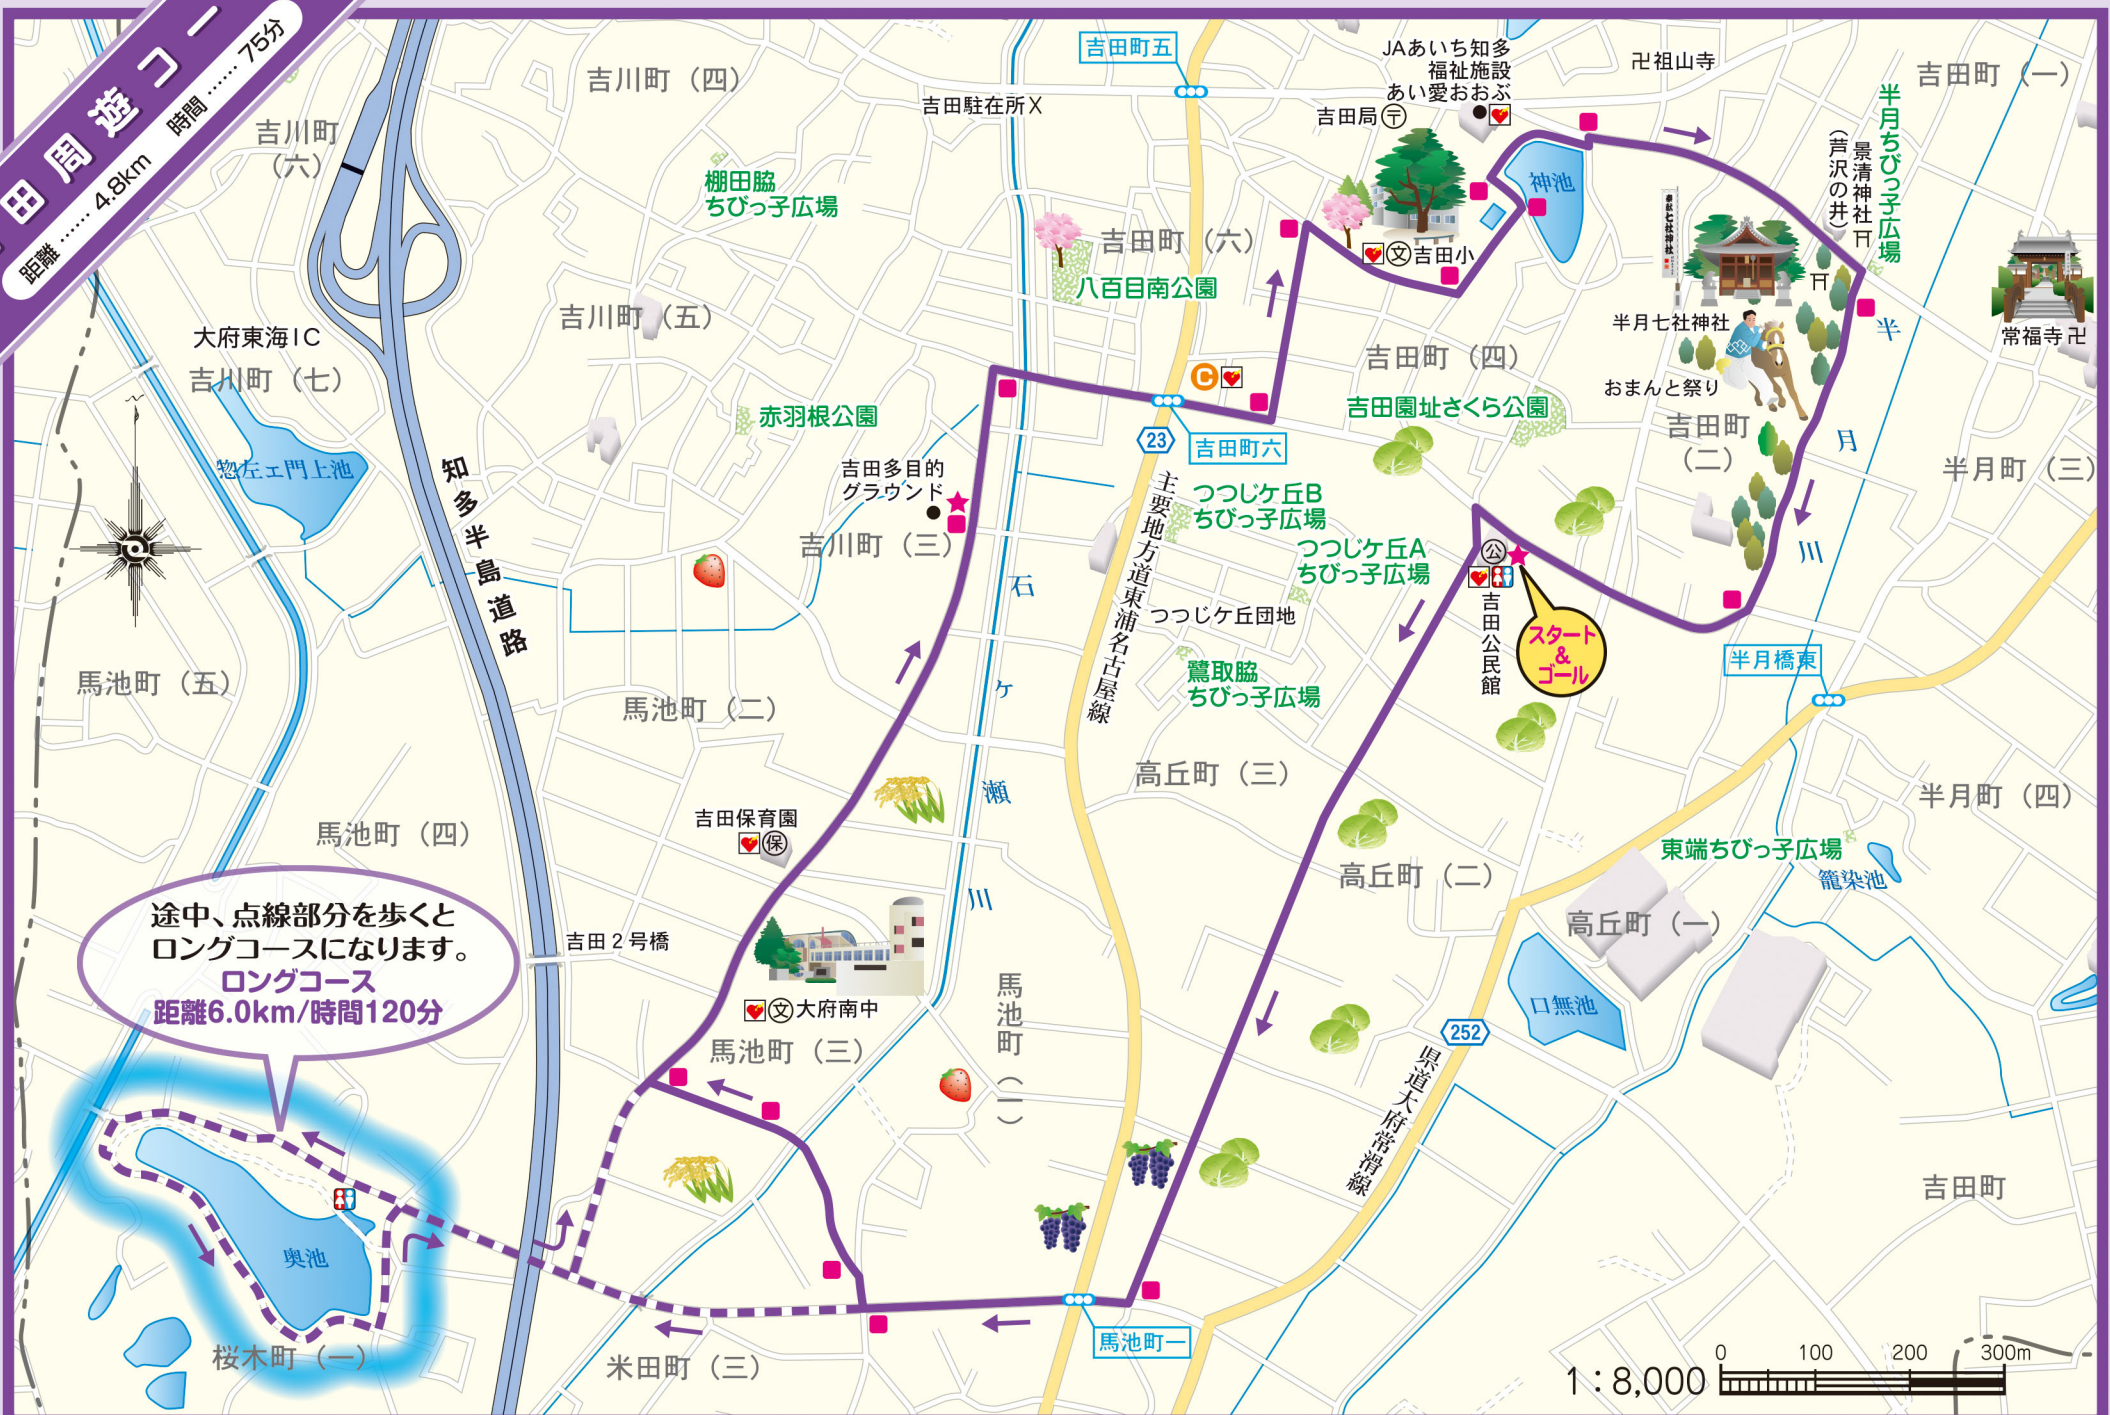 田周遊コー
距離……4.8km 時間……75分
吉川町(四)
吉川町
(六)
吉田駐在所X
吉田町五
JAあいち知多
福祉施設
あい愛おおぶ
吉田局〒
卍祖山寺
吉田町(一)
半月ちびっ子広場
景清神社
(芦沢の井)
神池
棚田脇
ちびっ子広場
吉田町(六)
八百目南公園
文吉田小
奉献七社神社
半月七社神社
おまんと祭り
常福寺卍
大府東海IC
吉川町(七)
吉川町(五)
吉田町(四)
吉田園址さくら公園
吉田町
(二)
半月川
半月町(三)
赤羽根公園
C
23
吉田町六
惣左ェ門上池
知多半島道路
吉田多目的
グラウンド
吉川町(三)
主要地方道東浦名古屋線
つつじケ丘B
ちびっ子広場
つつじケ丘A
ちびっ子広場
つつじケ丘団地
鷺取脇
ちびっ子広場
公
吉田公民館
スタート
&
ゴール
半月橋東
石ヶ瀬川
馬池町(五)
馬池町(二)
高丘町(三)
半月町(四)
馬池町(四)
吉田保育園
保
高丘町(二)
東端ちびっ子広場
籠染池
高丘町(一)
口無池
途中、点線部分を歩くと
ロングコースになります。
ロングコース
距離6.0km/時間120分
吉田2号橋
文大府南中
馬池町(三)
馬池町(一)
252
県道大府常滑線
吉田町
奥池
桜木町(一)
米田町(三)
馬池町一
1:8,000
0 100 200 300m